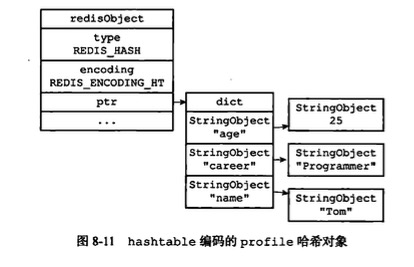 redisObject
type
REDIS_HASH
encoding
REDIS_ENCODING_HT
ptr
...
dict
StringObject
"age"
StringObject
"career"
StringObject
"name"
StringObject
25
StringObject
"Programmer"
StringObject
"Tom"
图 8-11 hashtable 编码的 profile 哈希对象